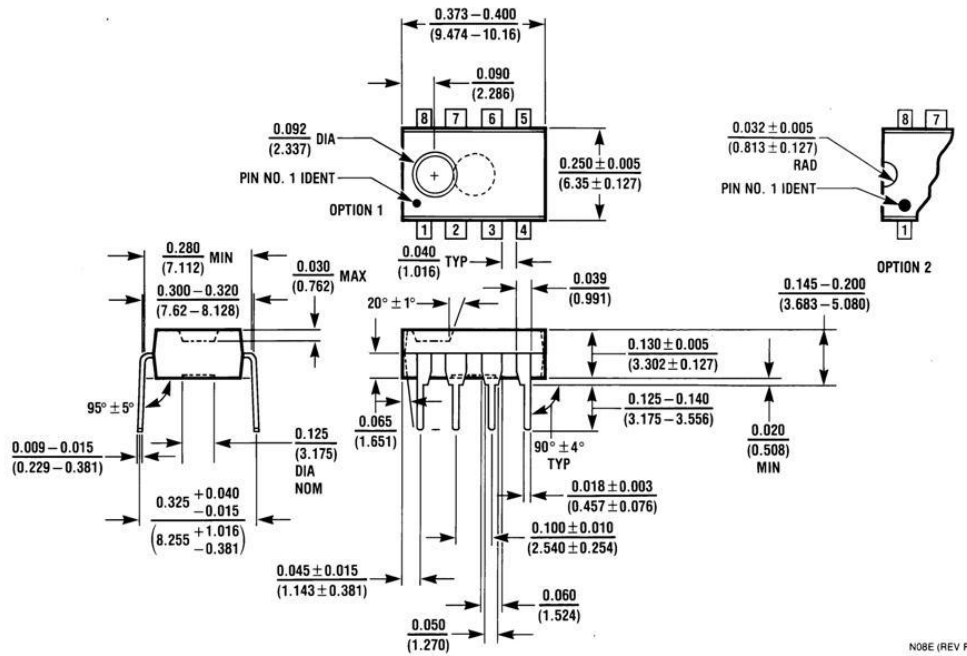 0.373 – 0.400
(9.474 – 10.16)
0.090
(2.286)
8 7 6 5
0.092 DIA
(2.337)
PIN NO. 1 IDENT
OPTION 1
1 2 3 4
0.250 ± 0.005
(6.35 ± 0.127)
0.032 ± 0.005
(0.813 ± 0.127)
RAD
PIN NO. 1 IDENT
8 7
1
OPTION 2
0.280 MIN
(7.112)
0.300 – 0.320
(7.62 – 8.128)
0.030 MAX
(0.762)
0.040 TYP
(1.016)
0.039
(0.991)
20° ± 1°
0.145 – 0.200
(3.683 – 5.080)
0.130 ± 0.005
(3.302 ± 0.127)
0.125 – 0.140
(3.175 – 3.556)
0.020
(0.508)
MIN
95° ± 5°
0.065
(1.651)
90° ± 4°
TYP
0.009 – 0.015
(0.229 – 0.381)
0.125
(3.175)
DIA
NOM
0.018 ± 0.003
(0.457 ± 0.076)
0.325 +0.040
-0.015
(8.255 +1.016
-0.381)
0.100 ± 0.010
(2.540 ± 0.254)
0.045 ± 0.015
(1.143 ± 0.381)
0.060
(1.524)
0.050
(1.270)
N08E (REV F